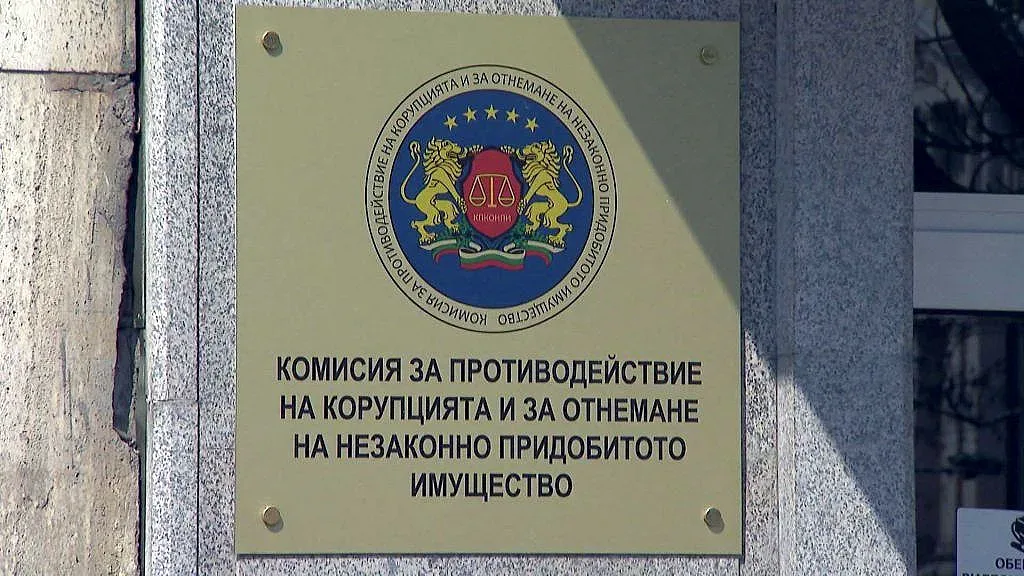 КОМИСИЯ ЗА ПРОТИВОДЕЙСТВИЕ НА КОРУПЦИЯТА И ЗА ОТНЕМАНЕ НА НЕЗАКОННО ПРИДОБИТОТО ИМУЩЕСТВО
КПКОНПИ
КОМИСИЯ ЗА ПРОТИВОДЕЙСТВИЕ
НА КОРУПЦИЯТА И ЗА ОТНЕМАНЕ
НА НЕЗАКОННО ПРИДОБИТОТО
ИМУЩЕСТВО